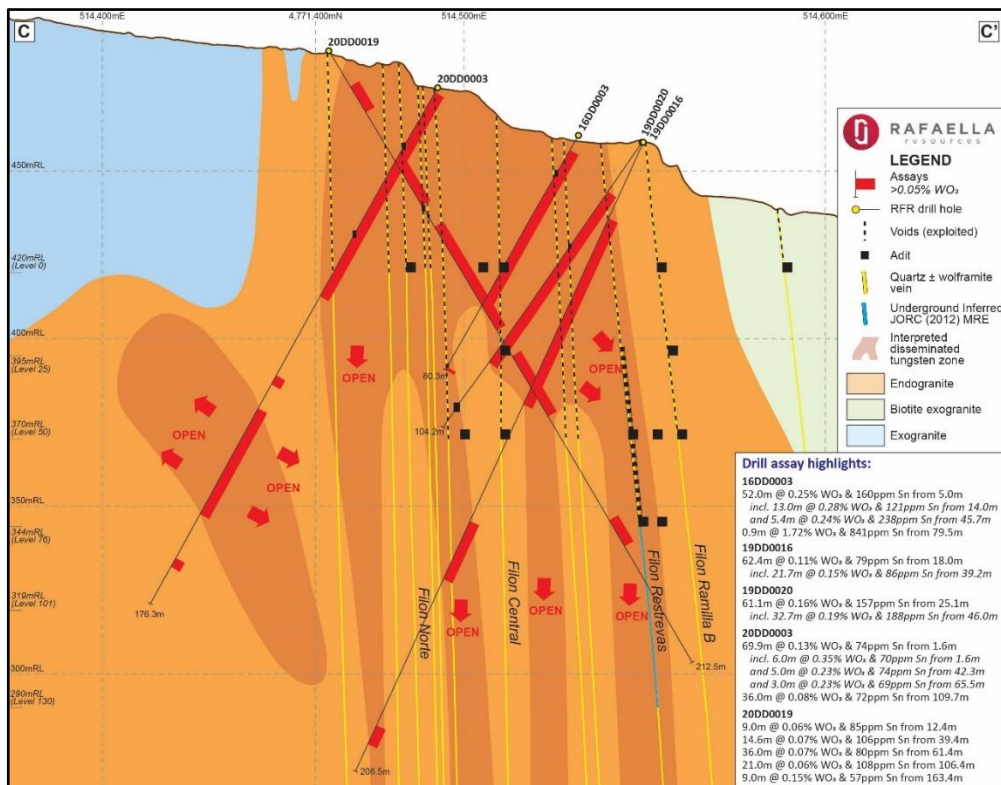 514,400mE
4,771,400mN
514,500mE
514,600mE
C
C'
20DD0019
20DD0003
16DD0003
19DD0020
19DD0016
450mRL
420mRL
(Level 0)
400mRL
395mRL
(Level 25)
370mRL
(Level 50)
350mRL
344mRL
(Level 76)
319mRL
(Level 101)
300mRL
290mRL
(Level 130)
OPEN
OPEN
OPEN
OPEN
OPEN
OPEN
OPEN
OPEN
80.3m
104.2m
176.3m
212.5m
206.5m
Filon Norte
Filon Central
Filon Restrevas
Filon Ramilla B
RAFAELLA
resources
LEGEND
Assays
>0.05% WO₃
RFR drill hole
Voids (exploited)
Adit
Quartz ± wolframite
vein
Underground Inferred
JORC (2012) MRE
Interpreted
disseminated
tungsten zone
Endogranite
Biotite exogranite
Exogranite
Drill assay highlights:
16DD0003
52.0m @ 0.25% WO₃ & 160ppm Sn from 5.0m
incl. 13.0m @ 0.28% WO₃ & 121ppm Sn from 14.0m
and 5.4m @ 0.24% WO₃ & 238ppm Sn from 45.7m
0.9m @ 1.72% WO₃ & 841ppm Sn from 79.5m
19DD0016
62.4m @ 0.11% WO₃ & 79ppm Sn from 18.0m
incl. 21.7m @ 0.15% WO₃ & 86ppm Sn from 39.2m
19DD0020
61.1m @ 0.16% WO₃ & 157ppm Sn from 25.1m
incl. 32.7m @ 0.19% WO₃ & 188ppm Sn from 46.0m
20DD0003
69.9m @ 0.13% WO₃ & 74ppm Sn from 1.6m
incl. 6.0m @ 0.35% WO₃ & 70ppm Sn from 1.6m
and 5.0m @ 0.23% WO₃ & 74ppm Sn from 42.3m
and 3.0m @ 0.23% WO₃ & 69ppm Sn from 65.5m
36.0m @ 0.08% WO₃ & 72ppm Sn from 109.7m
20DD0019
9.0m @ 0.06% WO₃ & 85ppm Sn from 12.4m
14.6m @ 0.07% WO₃ & 106ppm Sn from 39.4m
36.0m @ 0.07% WO₃ & 80ppm Sn from 61.4m
21.0m @ 0.06% WO₃ & 108ppm Sn from 106.4m
9.0m @ 0.15% WO₃ & 57ppm Sn from 163.4m